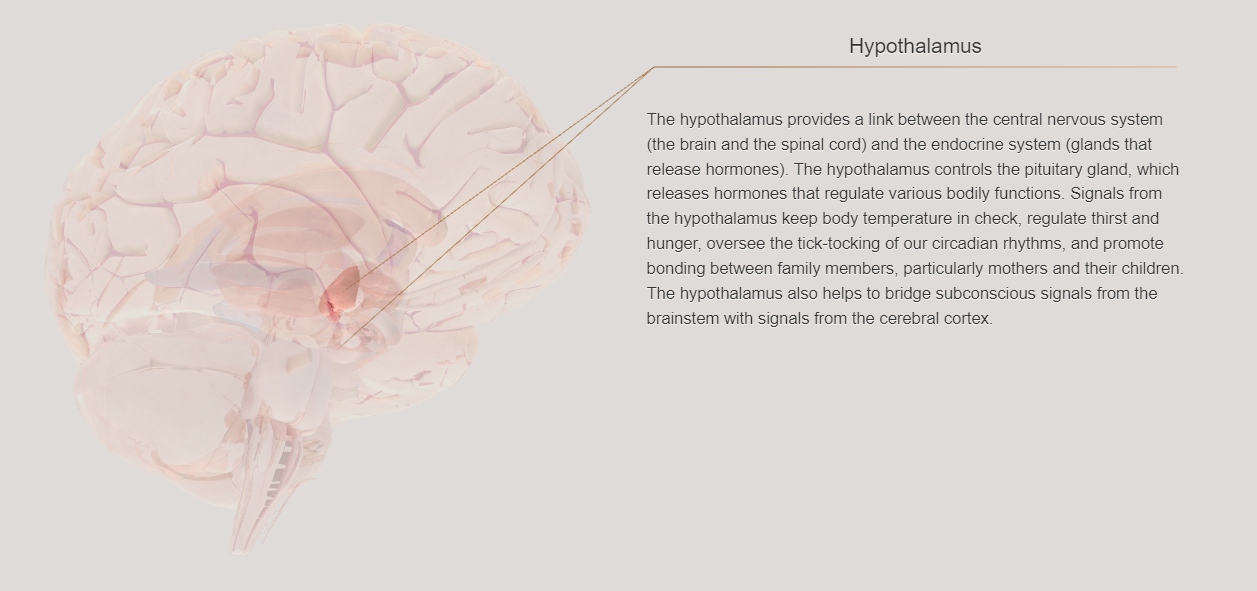 Hypothalamus
The hypothalamus provides a link between the central nervous system
(the brain and the spinal cord) and the endocrine system (glands that
release hormones). The hypothalamus controls the pituitary gland, which
releases hormones that regulate various bodily functions. Signals from
the hypothalamus keep body temperature in check, regulate thirst and
hunger, oversee the tick-tocking of our circadian rhythms, and promote
bonding between family members, particularly mothers and their children.
The hypothalamus also helps to bridge subconscious signals from the
brainstem with signals from the cerebral cortex.